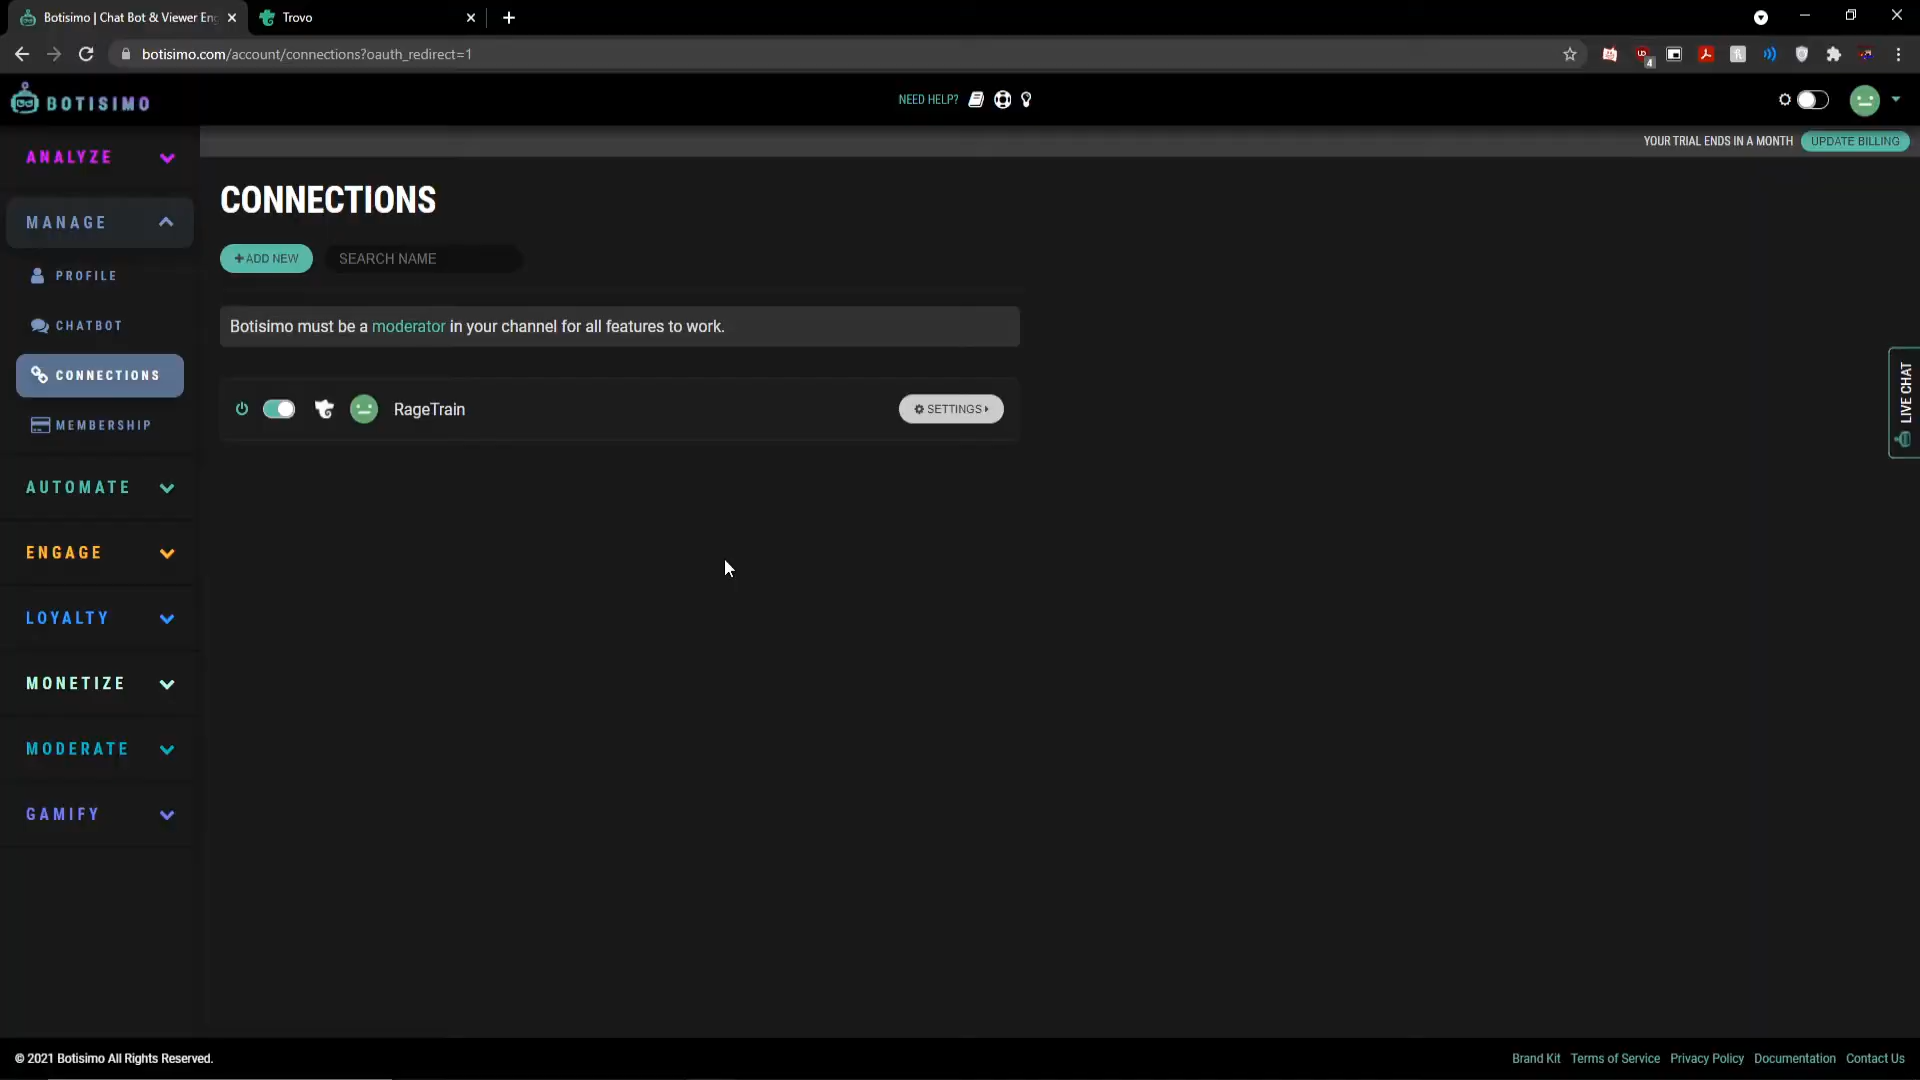 Botisimo | Chat Bot & Viewer En
Trovo
botisimo.com/account/connections?oauth_redirect=1
4
BOTISIMO
NEED HELP?
YOUR TRIAL ENDS IN A MONTH
UPDATE BILLING
ANALYZE
MANAGE
PROFILE
CHATBOT
CONNECTIONS
MEMBERSHIP
AUTOMATE
ENGAGE
LOYALTY
MONETIZE
MODERATE
GAMIFY
CONNECTIONS
+ ADD NEW
SEARCH NAME
Botisimo must be a moderator in your channel for all features to work.
RageTrain
SETTINGS
LIVE CHAT
© 2021 Botisimo All Rights Reserved.
Brand Kit Terms of Service Privacy Policy Documentation Contact Us